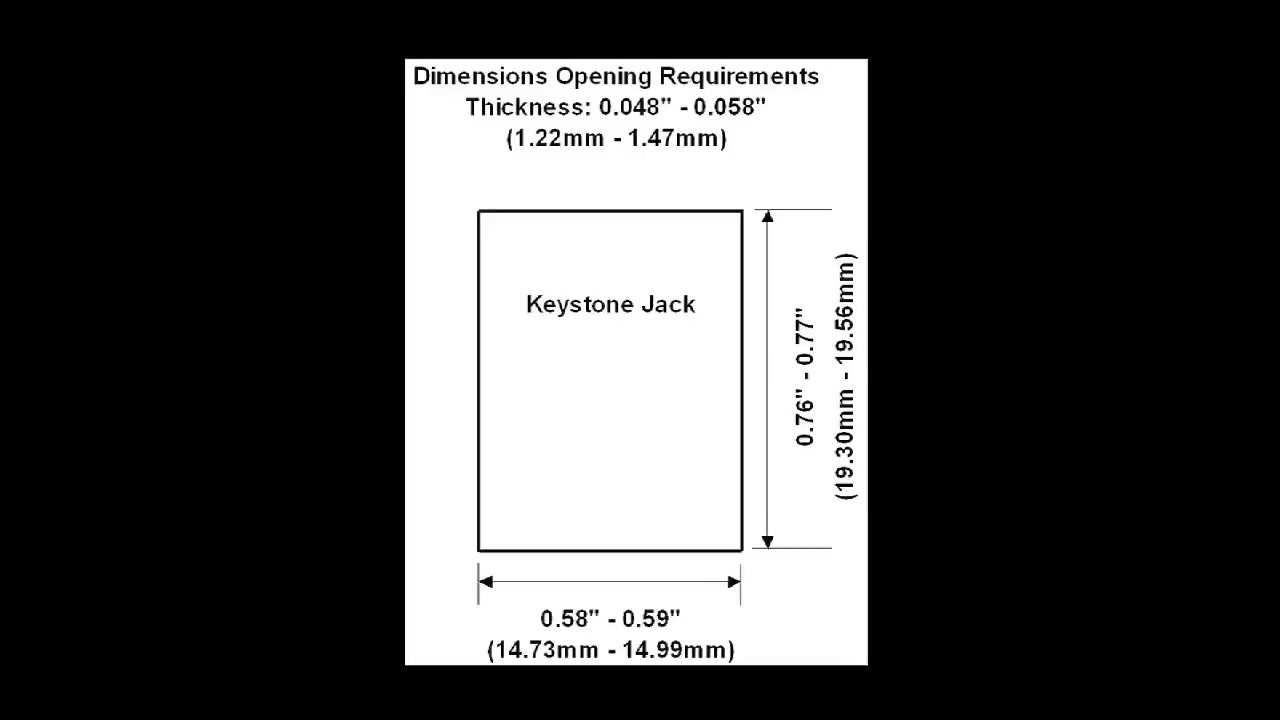 Dimensions Opening Requirements
Thickness: 0.048" - 0.058"
(1.22mm - 1.47mm)
Keystone Jack
0.76" - 0.77"
(19.30mm - 19.56mm)
0.58" - 0.59"
(14.73mm - 14.99mm)